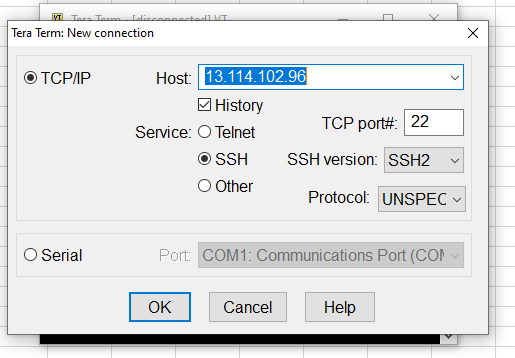 Tera Term - [disconnected] VT
Tera Term: New connection
TCP/IP
Host: 13.114.102.96
History
Service: Telnet
TCP port#: 22
SSH
SSH version: SSH2
Other
Protocol: UNSPEC
Serial
Port: COM1: Communications Port (COM
OK
Cancel
Help